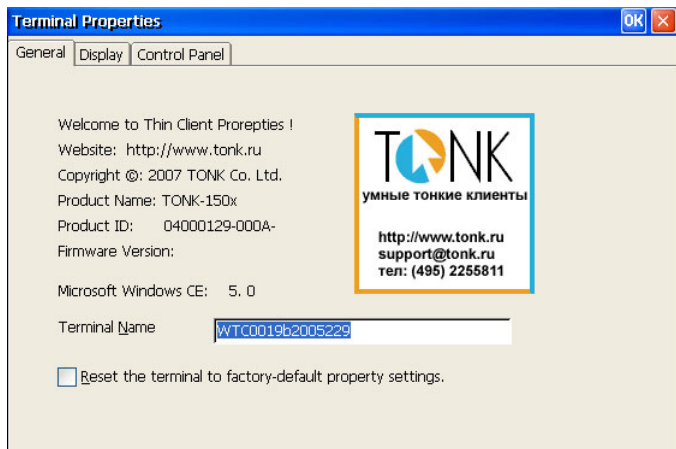 Terminal Properties
OK
General
Display
Control Panel
Welcome to Thin Client Prorepties !
Website: http://www.tonk.ru
Copyright ©: 2007 TONK Co. Ltd.
Product Name: TONK-150x
Product ID: 04000129-000A-
Firmware Version:
Microsoft Windows CE: 5. 0
TONK
умные тонкие клиенты
http://www.tonk.ru
support@tonk.ru
тел: (495) 2255811
Terminal Name
WTC0019b2005229
Reset the terminal to factory-default property settings.